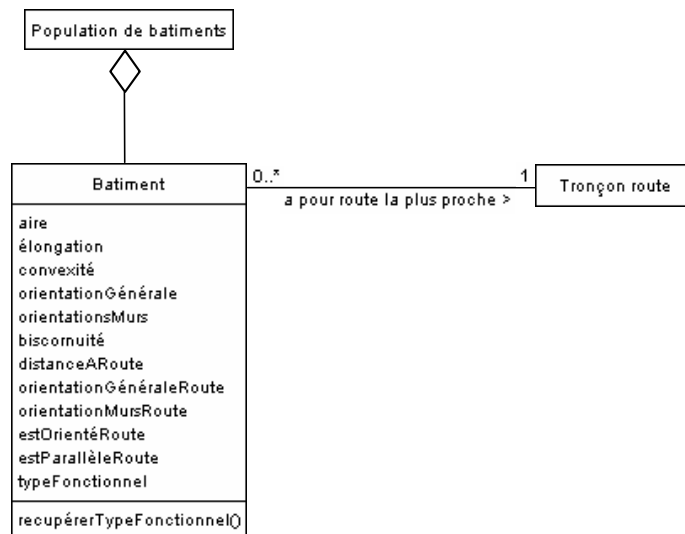 Population de batiments
Batiment
0..*
1
a pour route la plus proche >
Tronçon route
aire
élongation
convexité
orientationGénérale
orientationsMurs
biscornuité
distanceARoute
orientationGénéraleRoute
orientationMursRoute
estOrientéRoute
estParallèleRoute
typeFonctionnel
recupérerTypeFonctionnel()